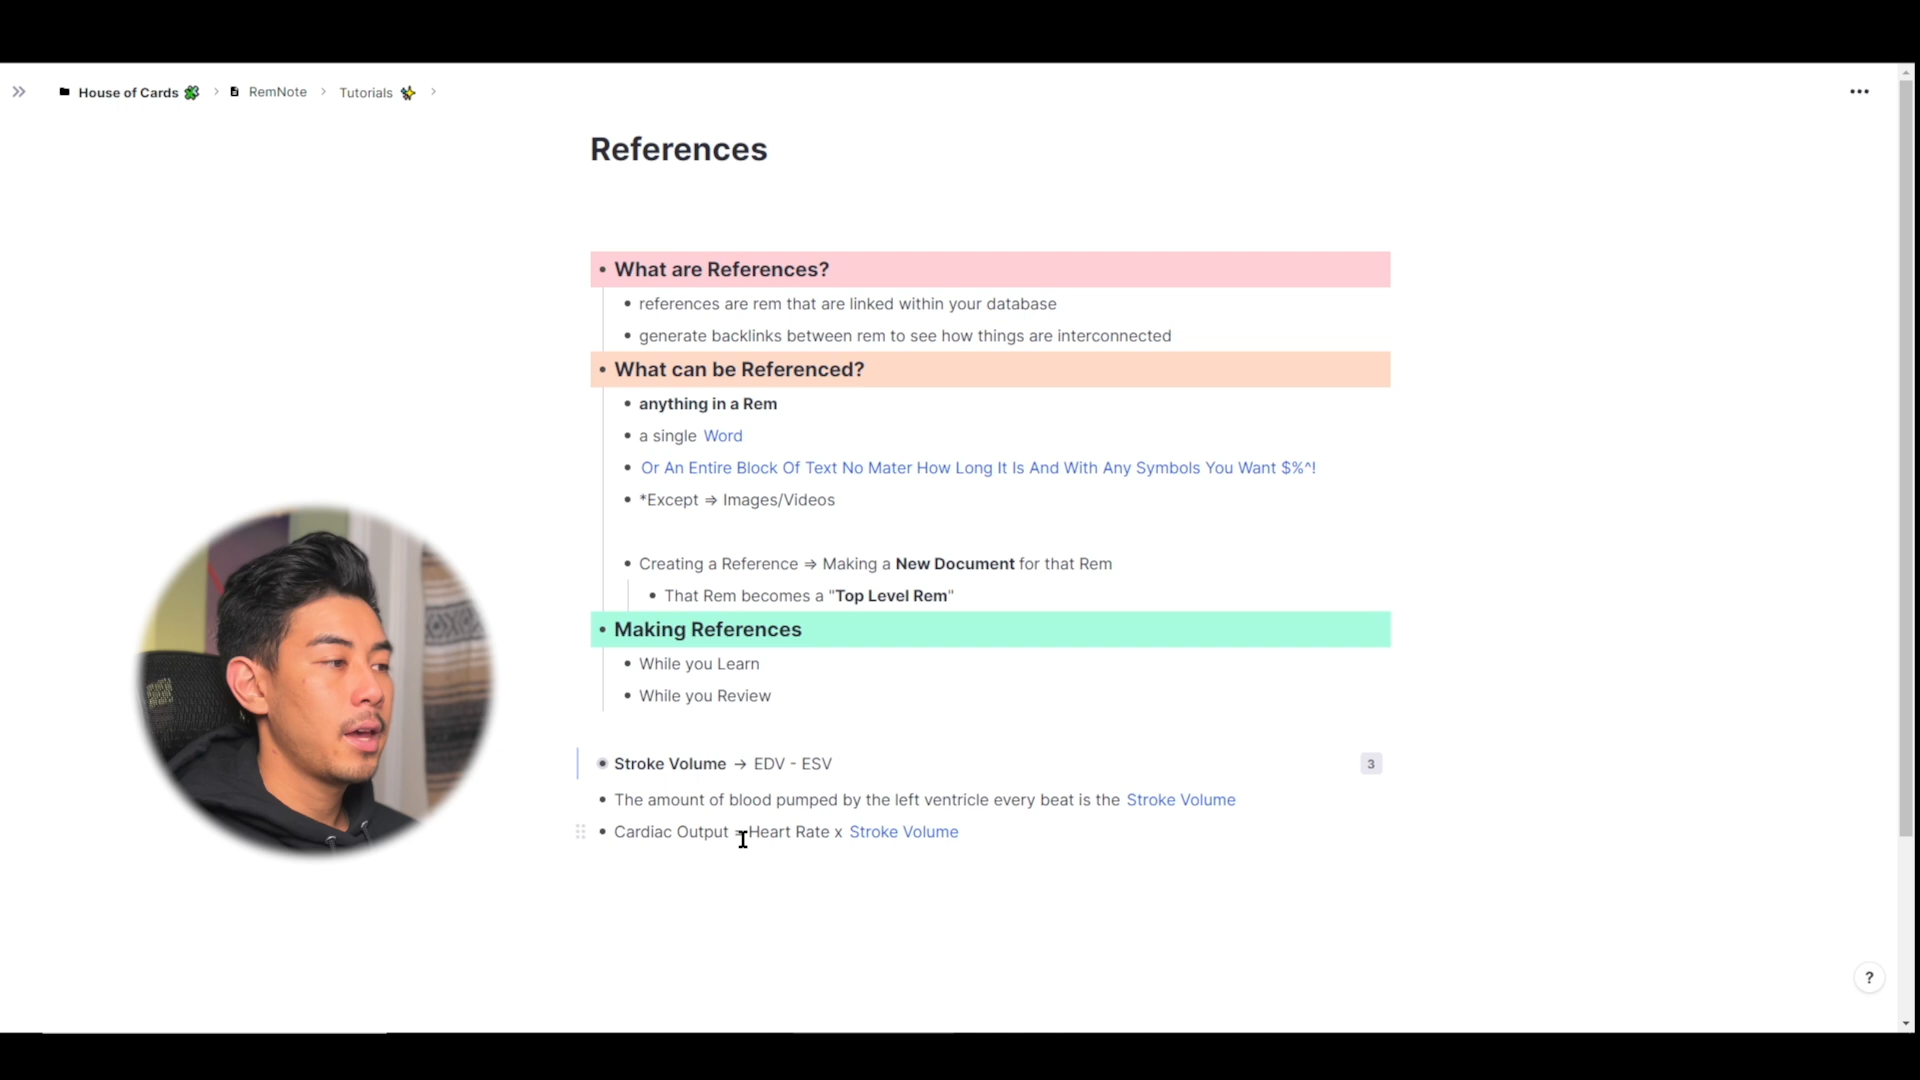 House of Cards > RemNote > Tutorials >
References
What are References?
references are rem that are linked within your database
generate backlinks between rem to see how things are interconnected
What can be Referenced?
anything in a Rem
a single Word
Or An Entire Block Of Text No Mater How Long It Is And With Any Symbols You Want $%^!
*Except ⇒ Images/Videos
Creating a Reference ⇒ Making a New Document for that Rem
That Rem becomes a "Top Level Rem"
Making References
While you Learn
While you Review
Stroke Volume → EDV - ESV 3
The amount of blood pumped by the left ventricle every beat is the Stroke Volume
Cardiac Output = Heart Rate x Stroke Volume
?